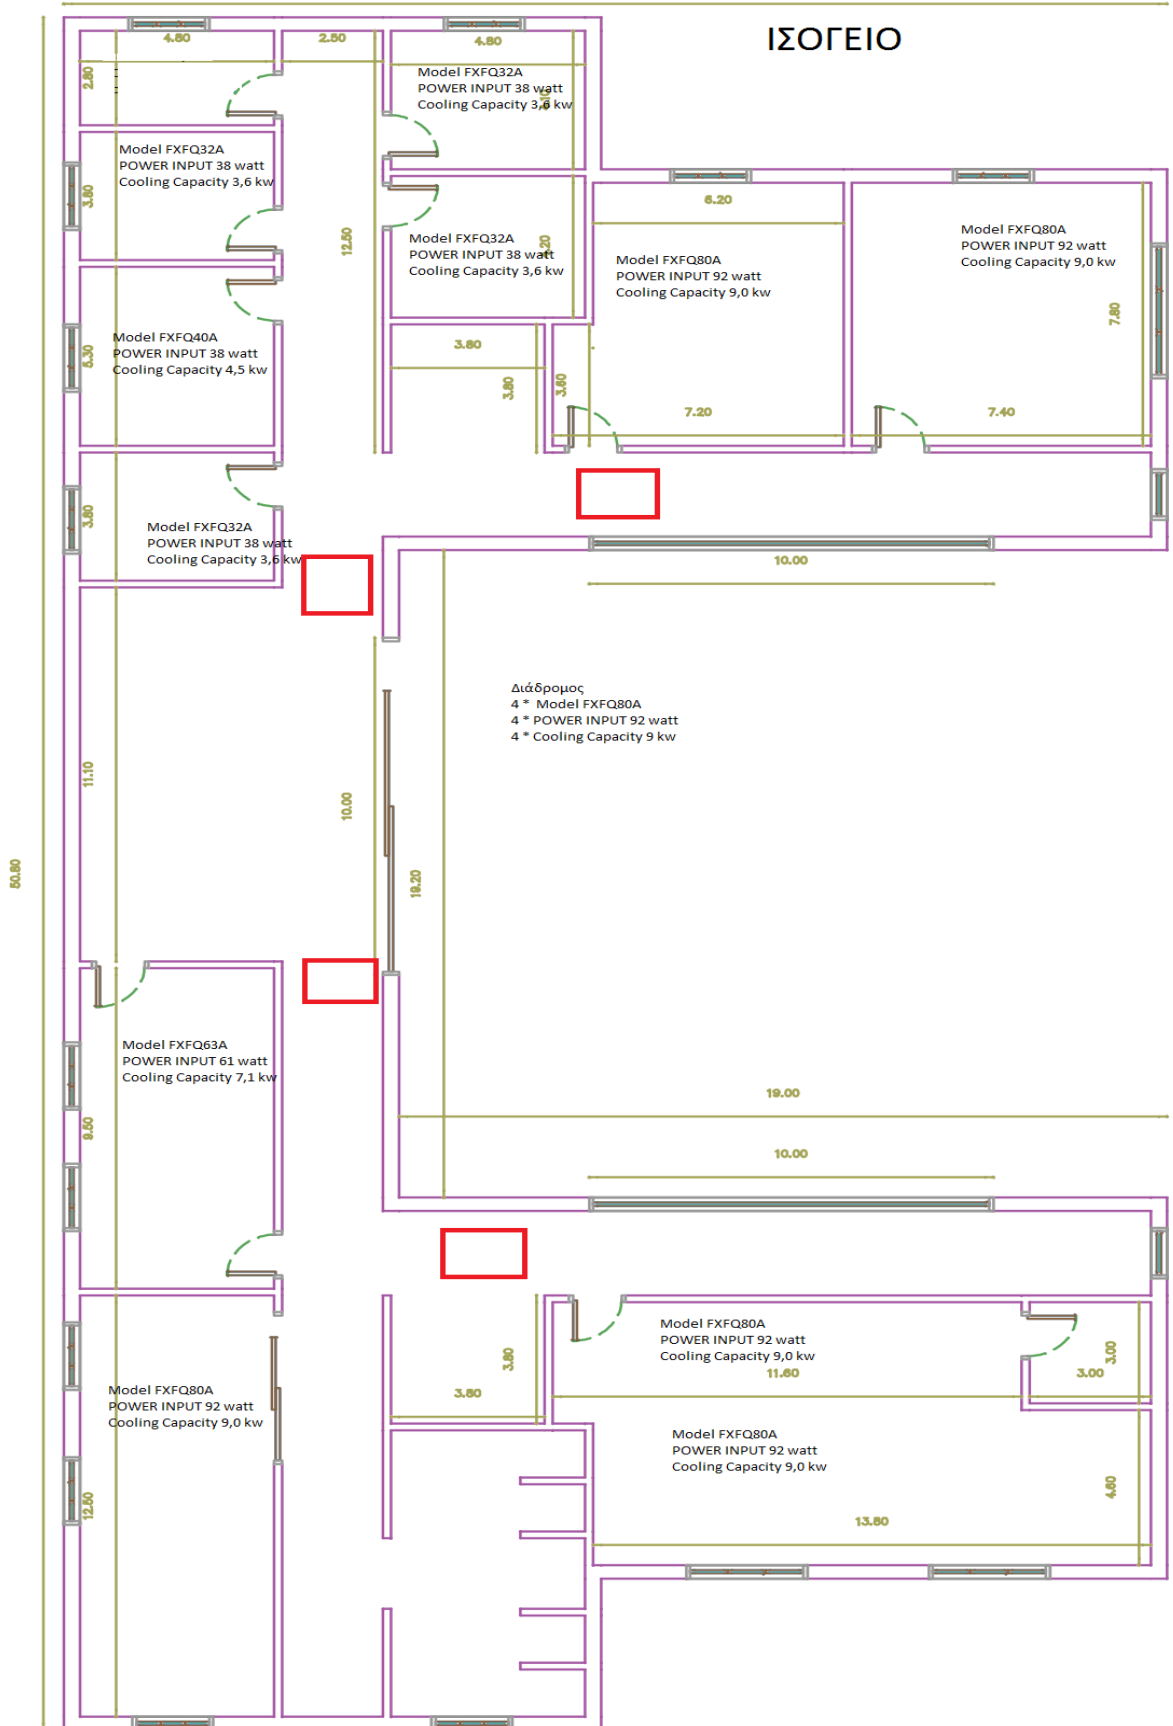 ΙΣΟΓΕΙΟ
4.80
2.50
4.80
2.80
Model FXFQ32A
POWER INPUT 38 watt
Cooling Capacity 3,6 kw
Model FXFQ32A
POWER INPUT 38 watt
Cooling Capacity 3,6 kw
3.80
12.50
6.20
Model FXFQ32A
POWER INPUT 38 watt
Cooling Capacity 3,6 kw
Model FXFQ80A
POWER INPUT 92 watt
Cooling Capacity 9,0 kw
Model FXFQ80A
POWER INPUT 92 watt
Cooling Capacity 9,0 kw
7.80
Model FXFQ40A
POWER INPUT 38 watt
Cooling Capacity 4,5 kw
5.30
3.80
3.80
3.60
7.20
7.40
3.80
Model FXFQ32A
POWER INPUT 38 watt
Cooling Capacity 3,6 kw
10.00
Διάδρομος
4 * Model FXFQ80A
4 * POWER INPUT 92 watt
4 * Cooling Capacity 9 kw
11.10
10.00
19.20
50.80
Model FXFQ63A
POWER INPUT 61 watt
Cooling Capacity 7,1 kw
9.50
19.00
10.00
Model FXFQ80A
POWER INPUT 92 watt
Cooling Capacity 9,0 kw
11.60
3.00
3.00
3.80
3.80
Model FXFQ80A
POWER INPUT 92 watt
Cooling Capacity 9,0 kw
Model FXFQ80A
POWER INPUT 92 watt
Cooling Capacity 9,0 kw
12.50
4.60
13.80